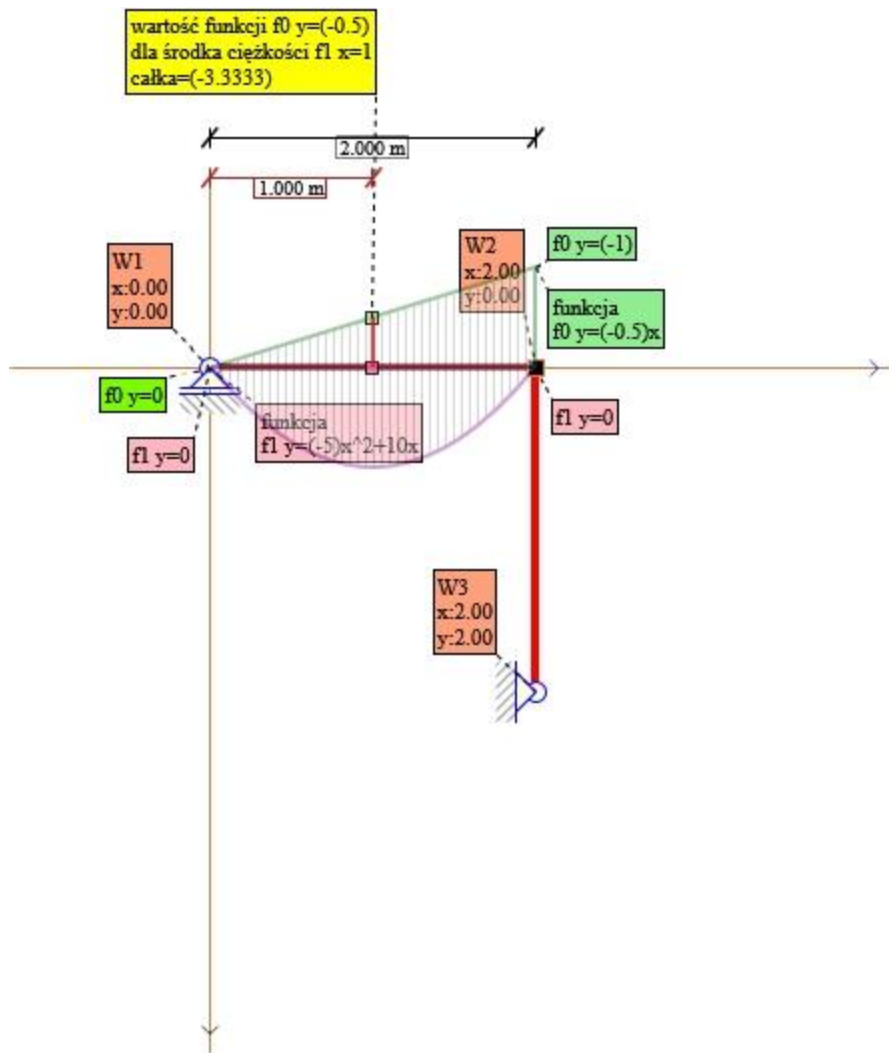 wartość funkcji f0 y=(-0.5)
dla środka ciężkości f1 x=1
całka=(-3.3333)
2.000 m
1.000 m
W1
x:0.00
y:0.00
W2
x:2.00
y:0.00
f0 y=(-1)
funkcja
f0 y=(-0.5)x
f0 y=0
f1 y=0
funkcja
f1 y=(-5)x^2+10x
f1 y=0
W3
x:2.00
y:2.00